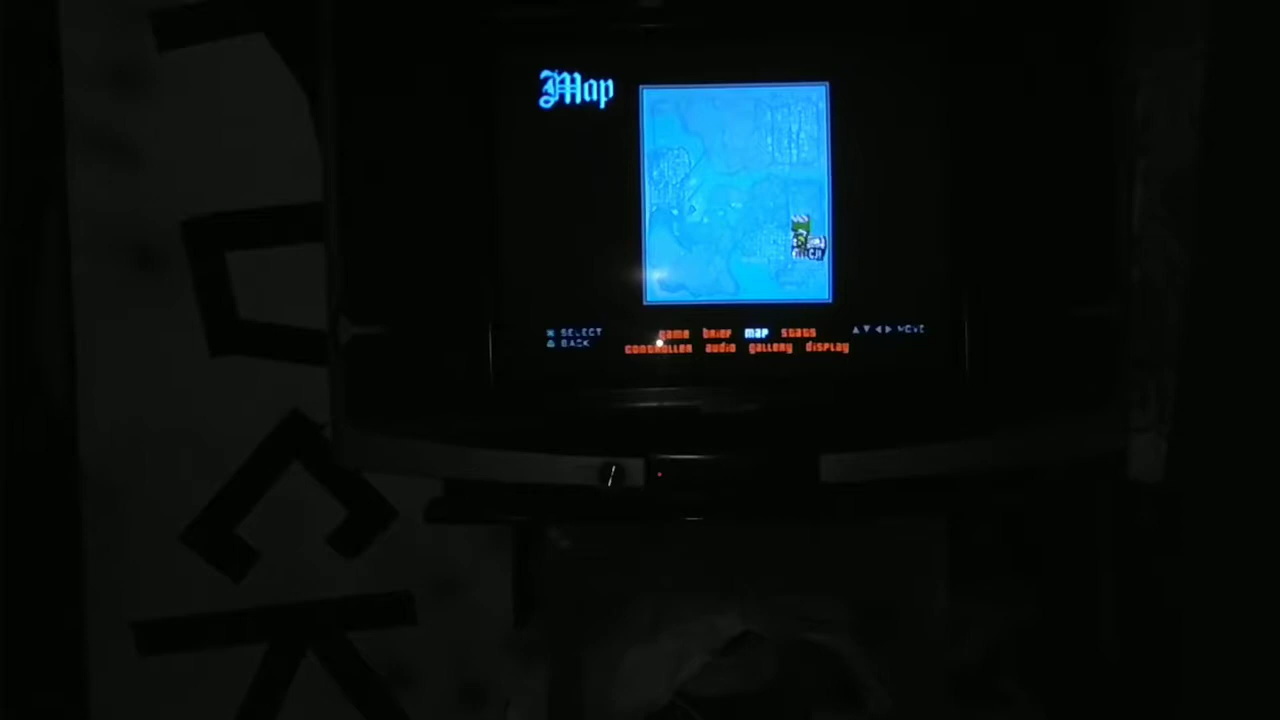 Map
SELECT
game brief map stats
MOVE
BACK
controller audio gallery display